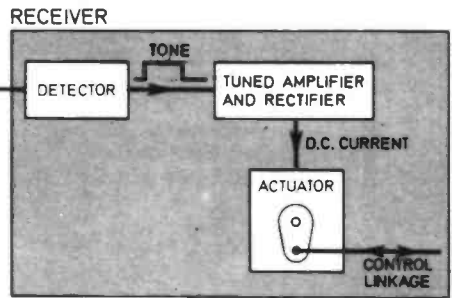 RECEIVER
TONE
DETECTOR
TUNED AMPLIFIER
AND RECTIFIER
D.C. CURRENT
ACTUATOR
CONTROL
LINKAGE